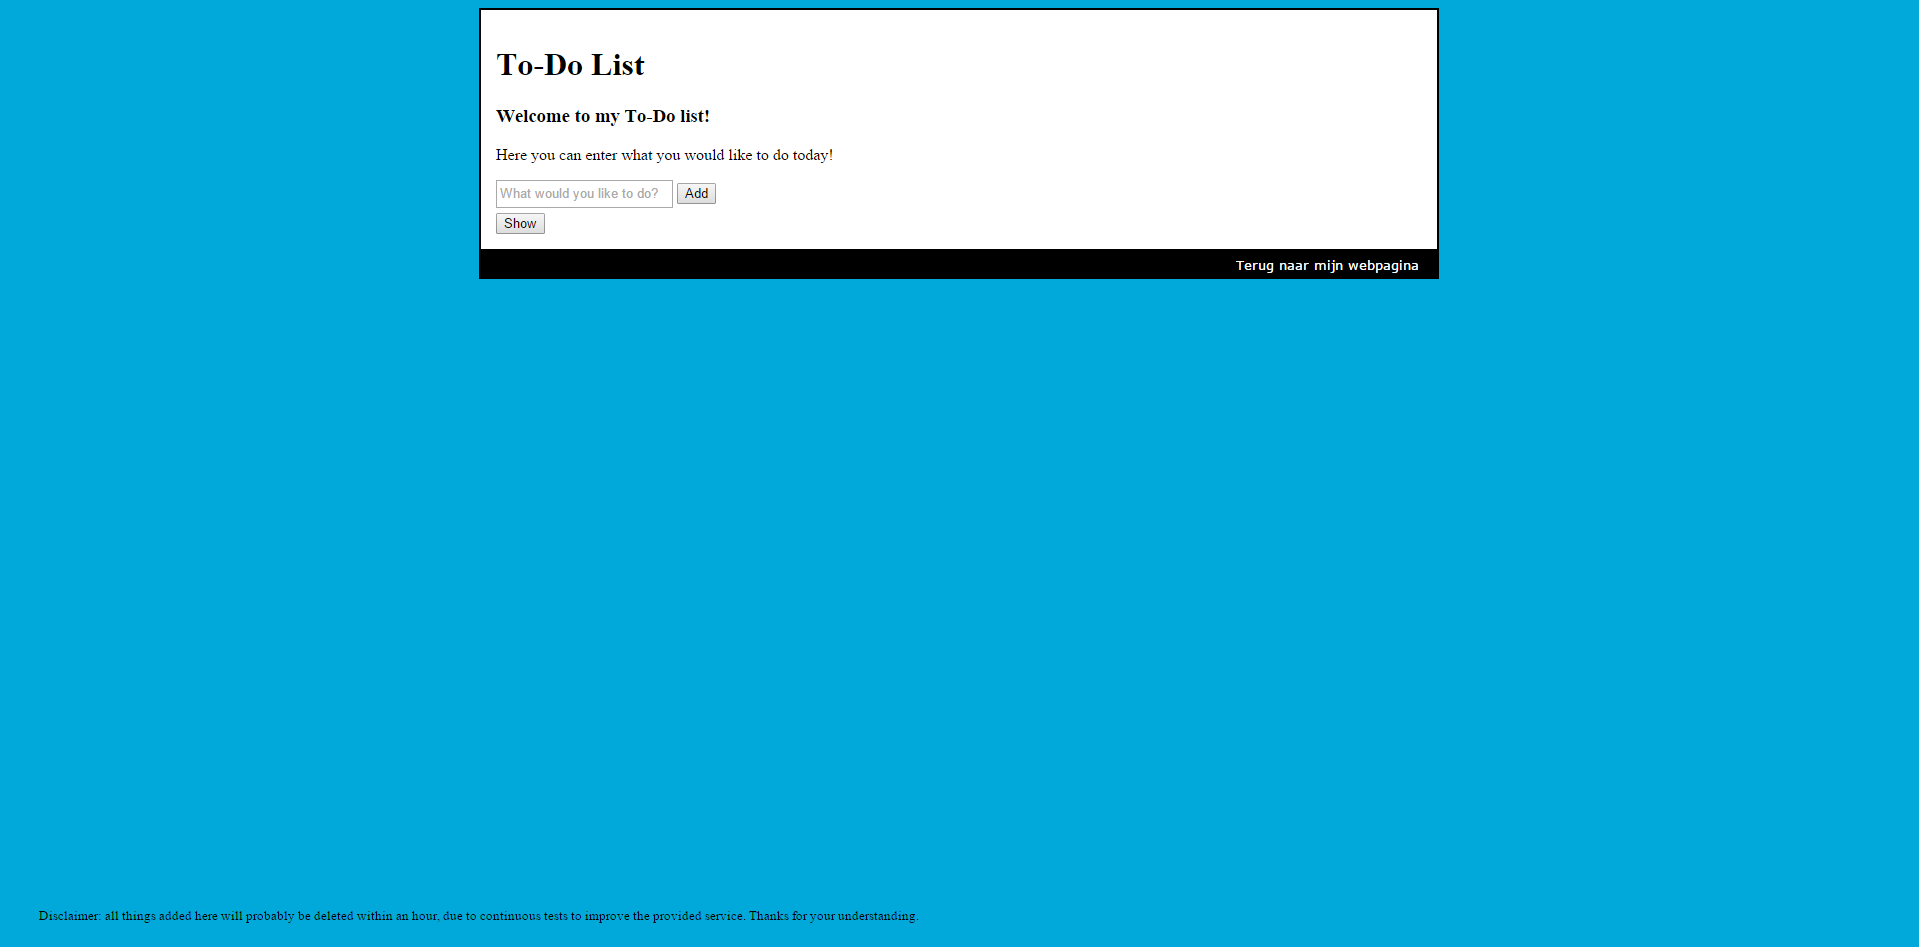 To-Do List
Welcome to my To-Do list!
Here you can enter what you would like to do today!
What would you like to do? Add
Show
Terug naar mijn webpagina
Disclaimer: all things added here will probably be deleted within an hour, due to continuous tests to improve the provided service. Thanks for your understanding.